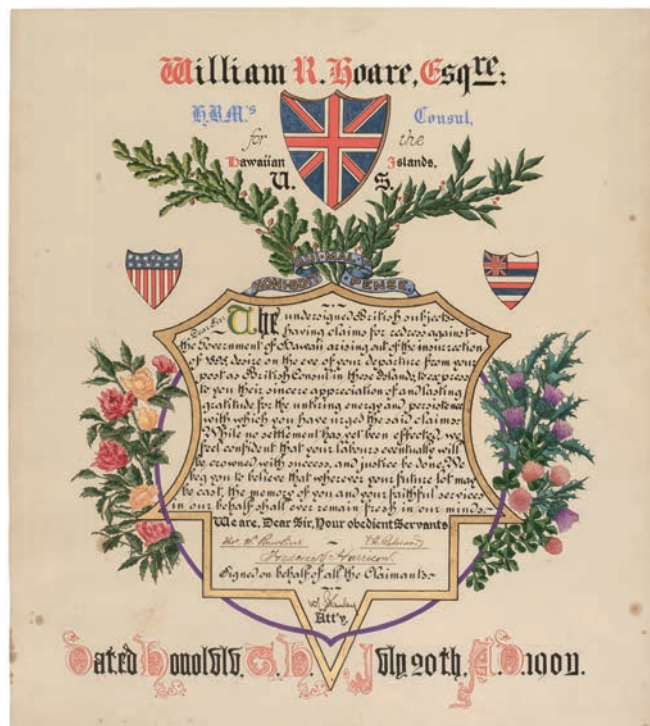 William R. Hoare, Esqre:
H.B.M.'s Consul,
for the
Hawaiian Islands,
U. S.
HONI·SOIT QUI·MAL·Y PENSE.
Dear Sir, The undersigned British subjects
having claims for redress against
the Government of Hawaii arising out of the insurrection
of 1895, desire on the eve of your departure from your
post as British Consul in these Islands, to express
to you their sincere appreciation of and lasting
gratitude for the untiring energy and persistence
with which you have urged the said claims.
While no settlement has yet been effected, we
feel confident that your labours eventually will
be crowned with success, and justice be done. We
beg you to believe that wherever your future lot may
be cast, the memory of you and your faithful services
in our behalf shall ever remain fresh in our minds.
We are, Dear Sir, Your obedient Servants
Frederick Harrison
Signed on behalf of all the Claimants.
Att'y.
Dated Honolulu, T. H. July 20th, A. D. 190